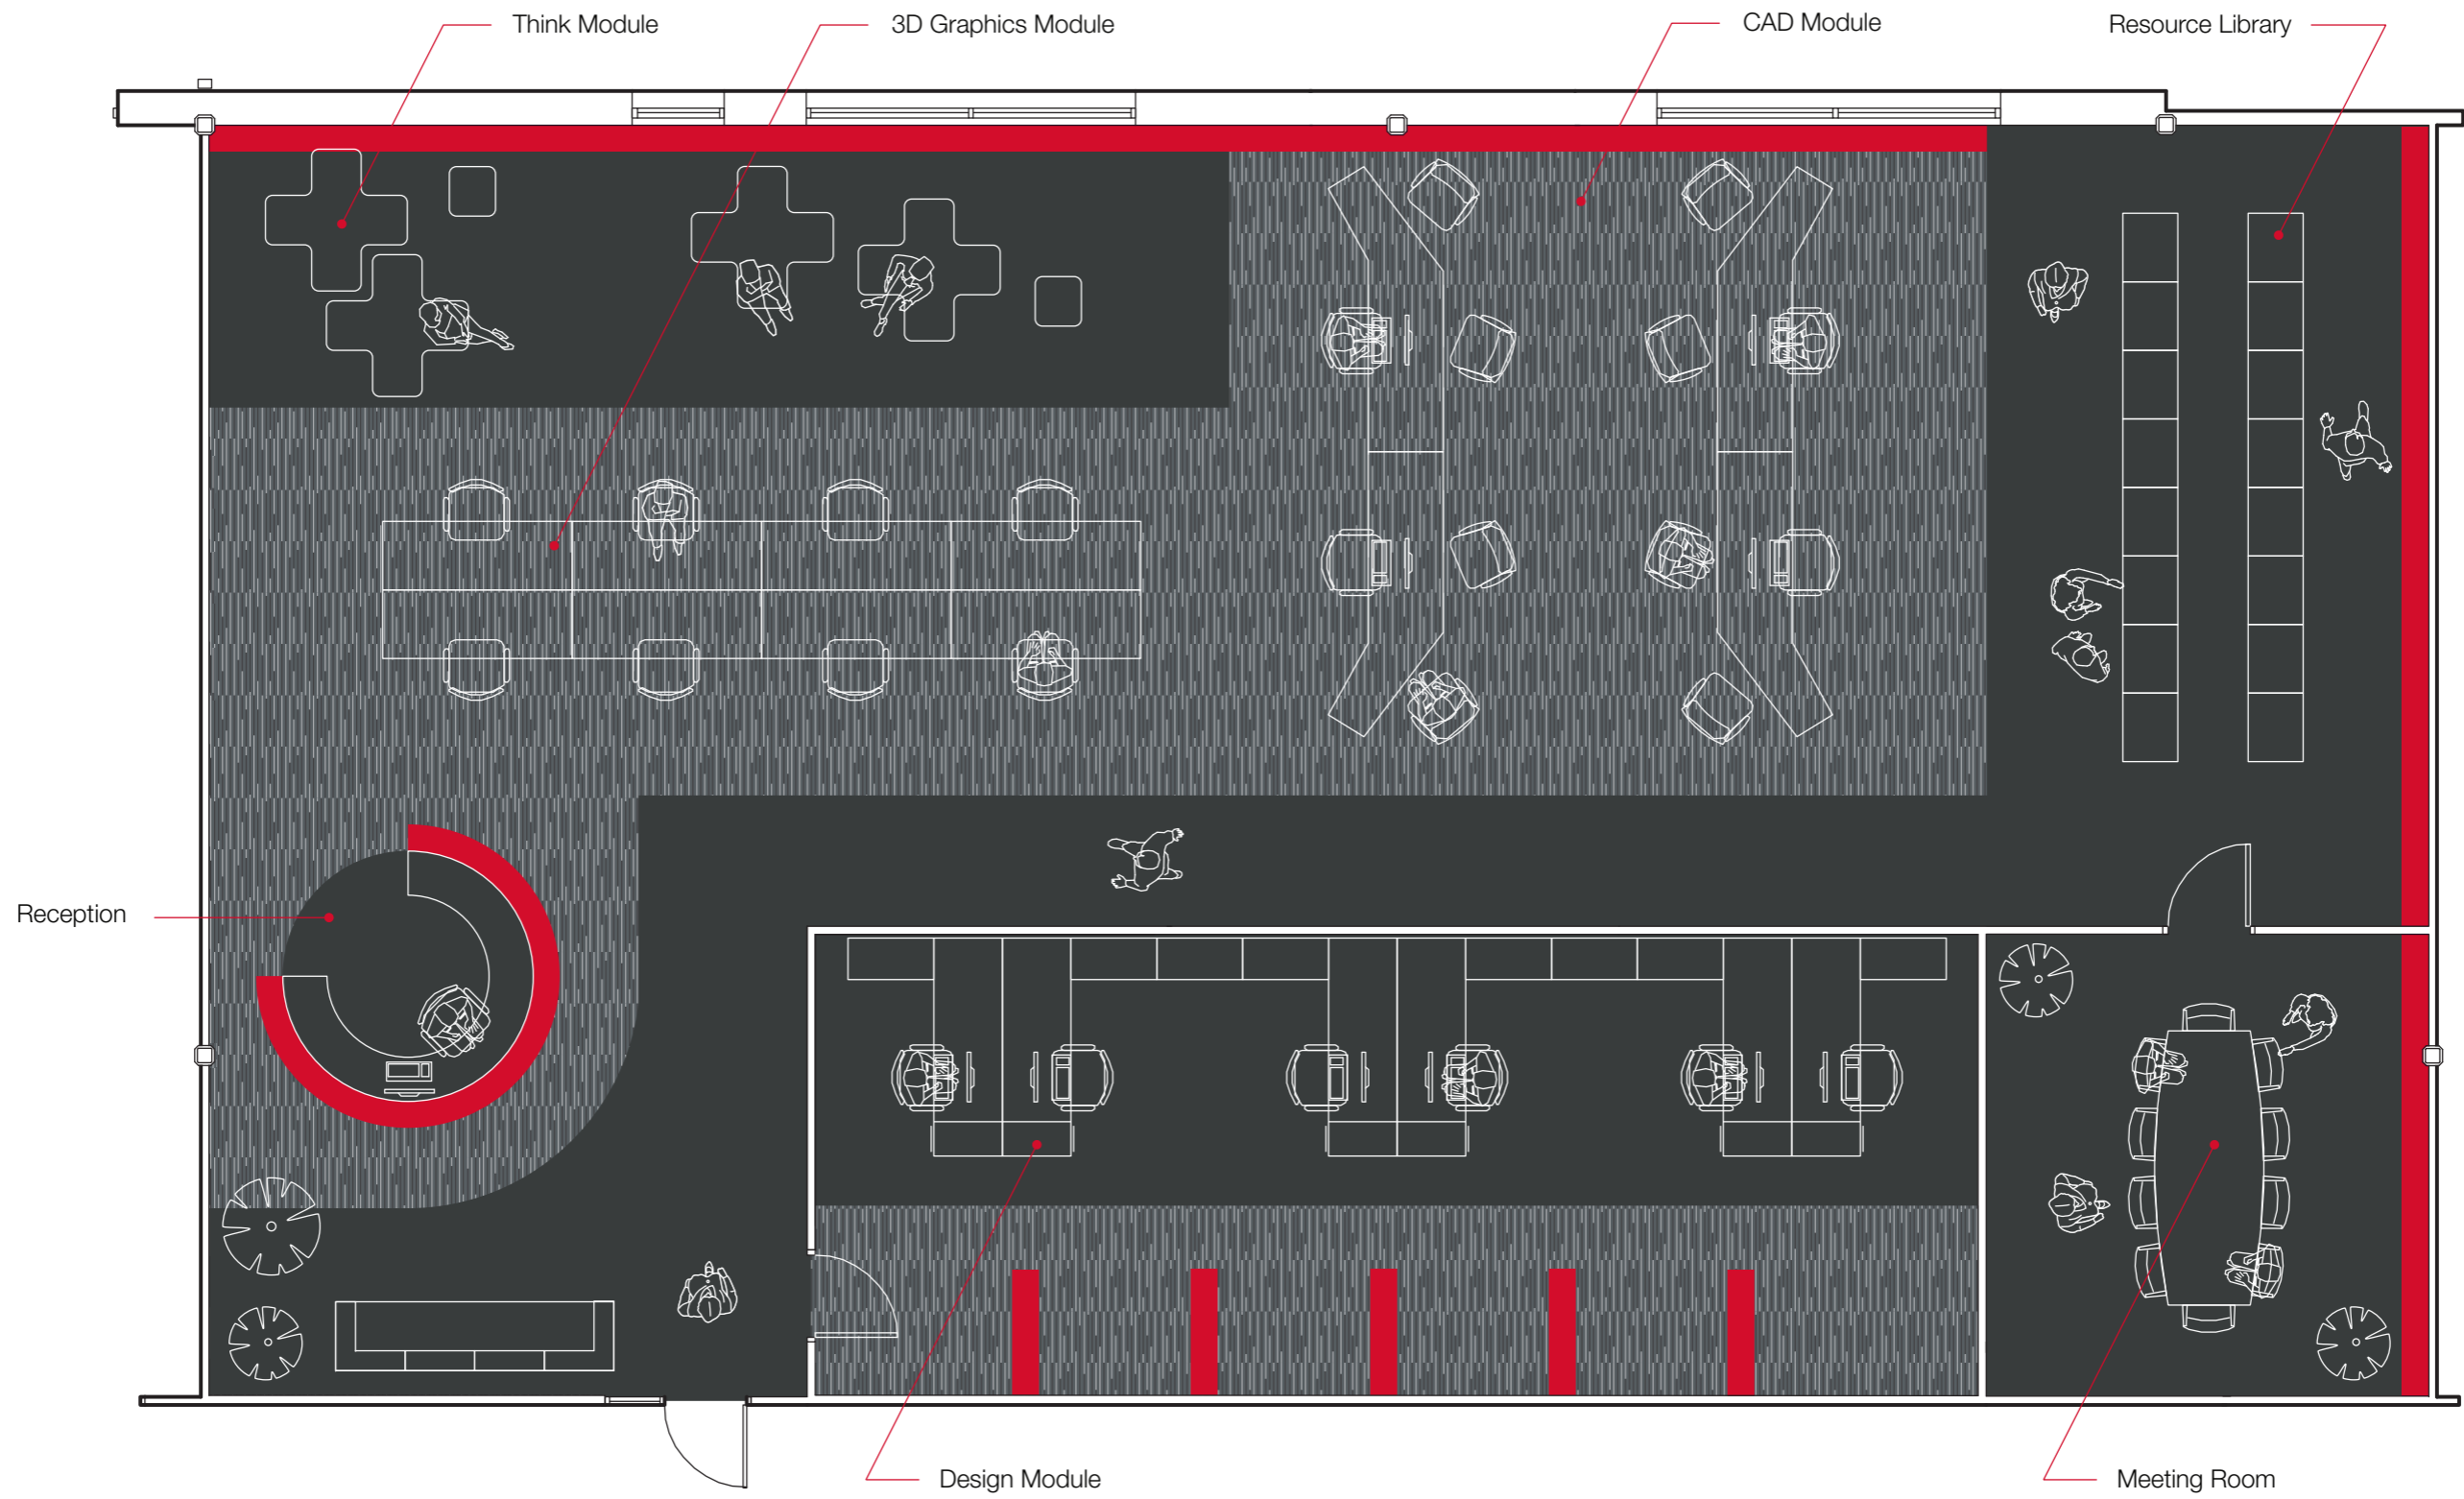 Think Module
3D Graphics Module
CAD Module
Resource Library
Reception
Design Module
Meeting Room